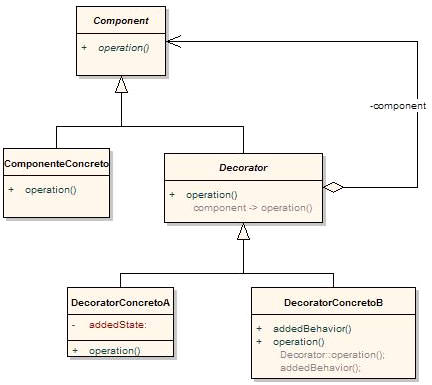 Component
+ operation()
-component
ComponenteConcreto
+ operation()
Decorator
+ operation()
component -> operation()
DecoratorConcretoA
- addedState:
+ operation()
DecoratorConcretoB
+ addedBehavior()
+ operation()
Decorator::operation();
addedBehavior();